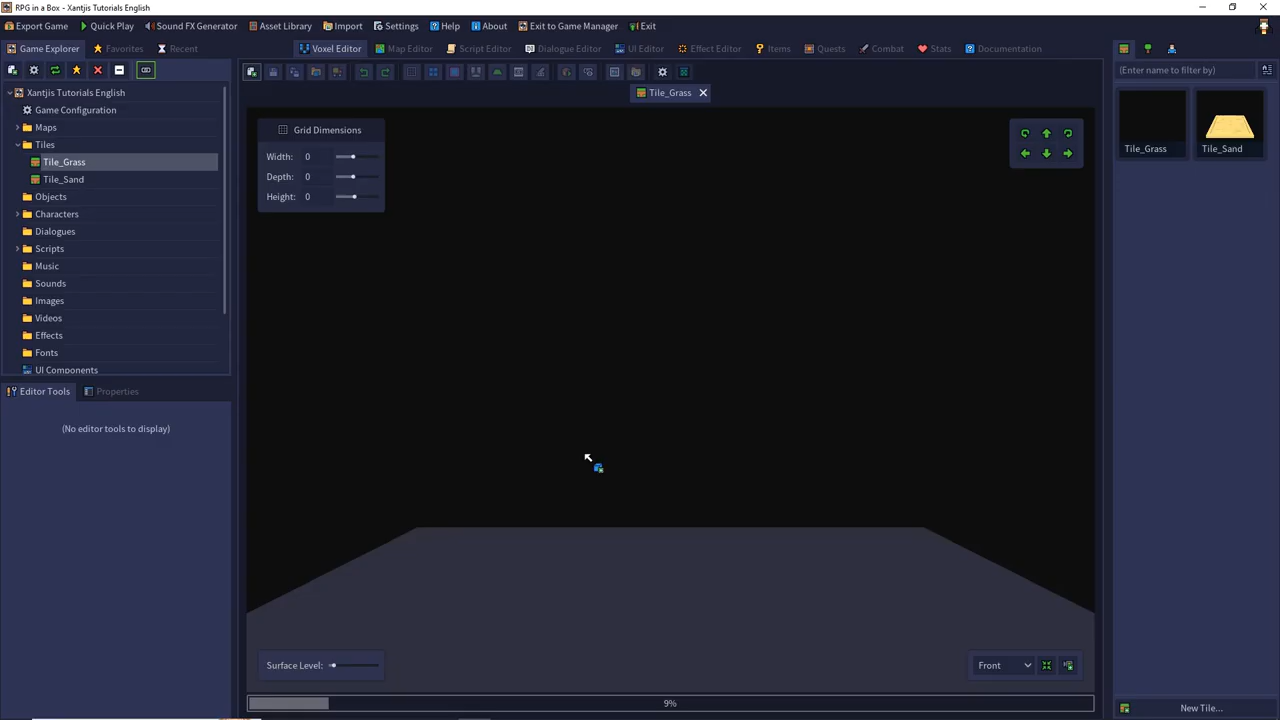 RPG in a Box - Xantjis Tutorials English
Export Game Quick Play Sound FX Generator Asset Library Import Settings Help About Exit to Game Manager Exit
Game Explorer Favorites Recent Voxel Editor Map Editor Script Editor Dialogue Editor UI Editor Effect Editor Items Quests Combat Stats Documentation
(Enter name to filter by)
Xantjis Tutorials English
Game Configuration
Maps
Tiles
Tile_Grass
Tile_Sand
Objects
Characters
Dialogues
Scripts
Music
Sounds
Images
Videos
Effects
Fonts
UI Components
Editor Tools Properties
(No editor tools to display)
Tile_Grass
Grid Dimensions
Width: 0
Depth: 0
Height: 0
Surface Level:
Front
9%
Tile_Grass Tile_Sand
New Tile...